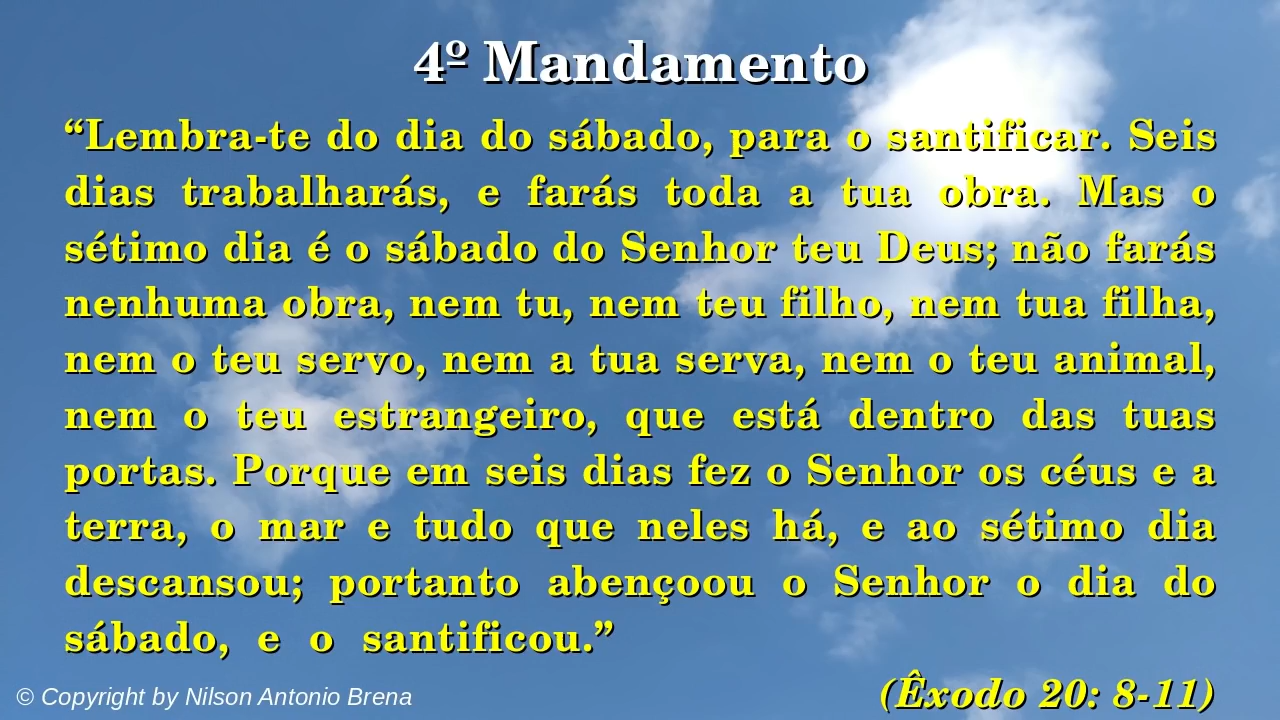 4º Mandamento
“Lembra-te do dia do sábado, para o santificar. Seis
dias trabalharás, e farás toda a tua obra. Mas o
sétimo dia é o sábado do Senhor teu Deus; não farás
nenhuma obra, nem tu, nem teu filho, nem tua filha,
nem o teu servo, nem a tua serva, nem o teu animal,
nem o teu estrangeiro, que está dentro das tuas
portas. Porque em seis dias fez o Senhor os céus e a
terra, o mar e tudo que neles há, e ao sétimo dia
descansou; portanto abençoou o Senhor o dia do
sábado, e o santificou.”
(Êxodo 20: 8-11)
© Copyright by Nilson Antonio Brena